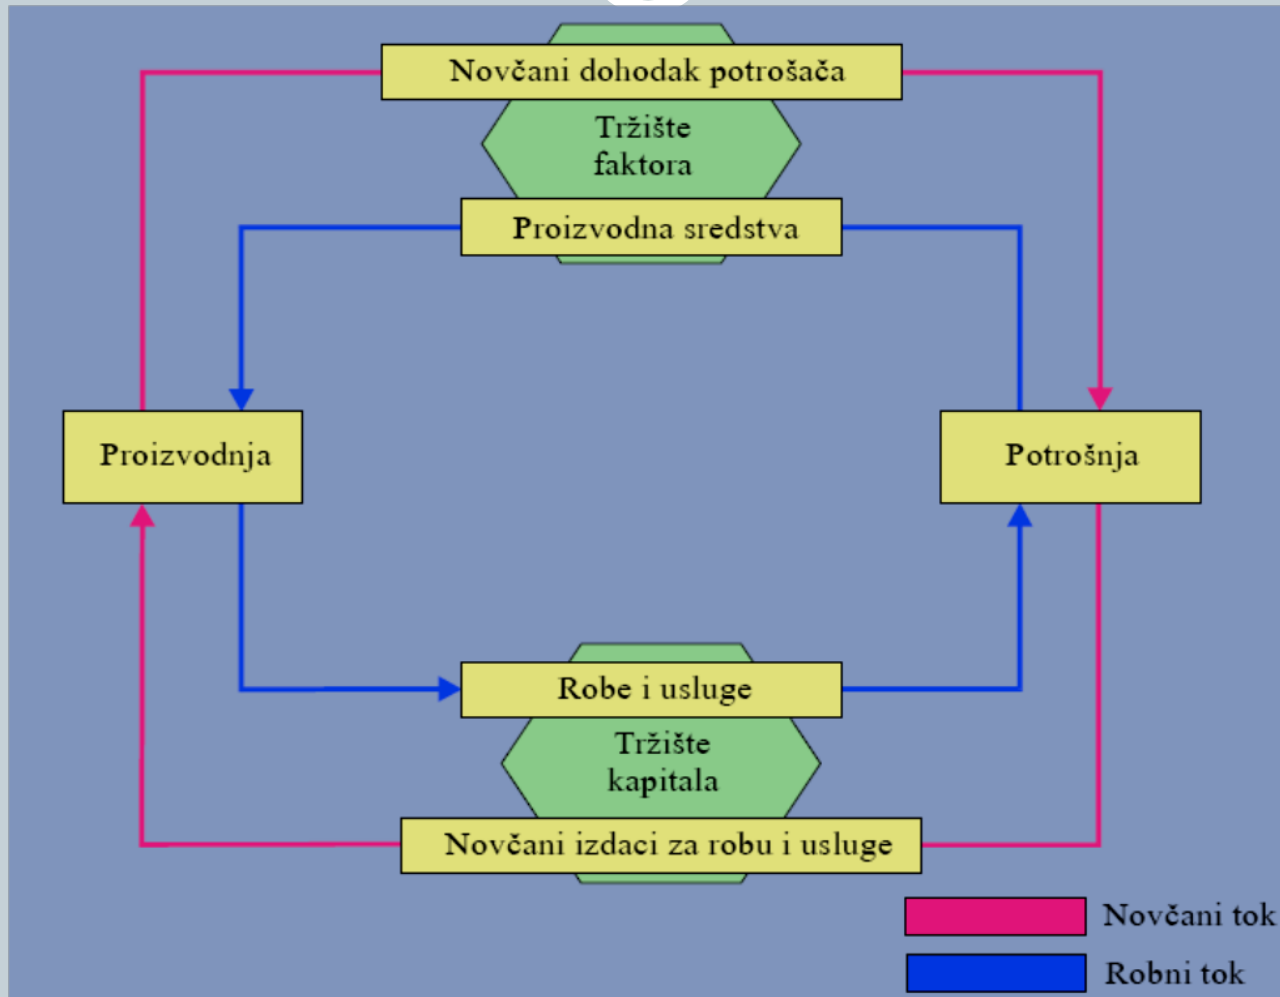 Novčani dohodak potrošača
Tržište
faktora
Proizvodna sredstva
Proizvodnja
Potrošnja
Robe i usluge
Tržište
kapitala
Novčani izdaci za robu i usluge
Novčani tok
Robni tok